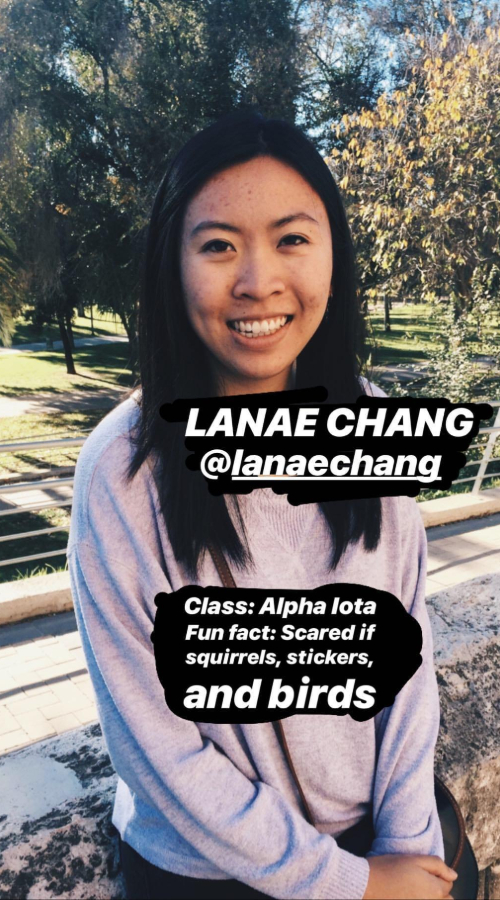 LANAE CHANG
@lanaechang
Class: Alpha Iota
Fun fact: Scared if
squirrels, stickers,
and birds